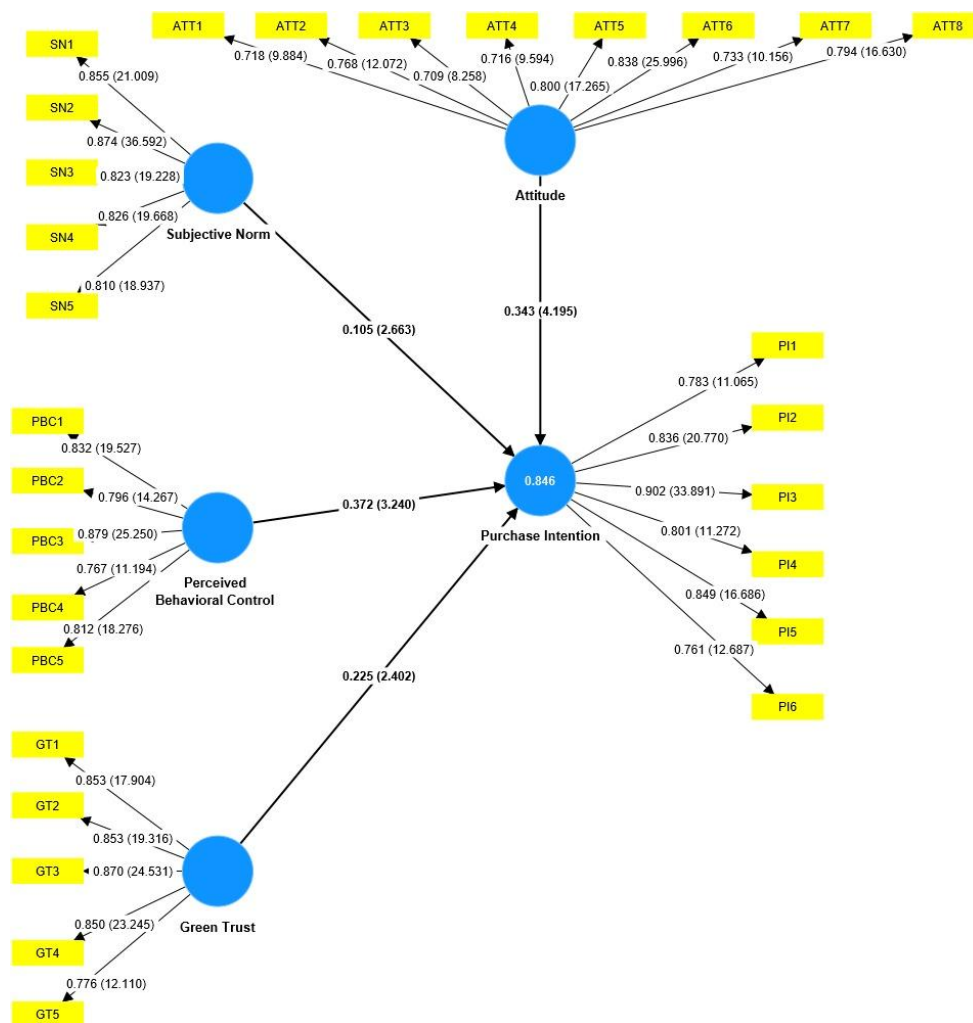 ATT1
ATT2
ATT3
ATT4
ATT5
ATT6
ATT7
ATT8
0.718 (9.884)
0.768 (12.072)
0.709 (8.258)
0.716 (9.594)
0.800 (17.265)
0.838 (25.996)
0.733 (10.156)
0.794 (16.630)
Attitude
SN1
SN2
SN3
SN4
SN5
0.855 (21.009)
0.874 (36.592)
0.823 (19.228)
0.826 (19.668)
0.810 (18.937)
Subjective Norm
0.105 (2.663)
0.343 (4.195)
PBC1
PBC2
PBC3
PBC4
PBC5
0.832 (19.527)
0.796 (14.267)
0.879 (25.250)
0.767 (11.194)
0.812 (18.276)
Perceived
Behavioral Control
0.372 (3.240)
0.846
Purchase Intention
PI1
PI2
PI3
PI4
PI5
PI6
0.783 (11.065)
0.836 (20.770)
0.902 (33.891)
0.801 (11.272)
0.849 (16.686)
0.761 (12.687)
0.225 (2.402)
GT1
GT2
GT3
GT4
GT5
0.853 (17.904)
0.853 (19.316)
0.870 (24.531)
0.850 (23.245)
0.776 (12.110)
Green Trust